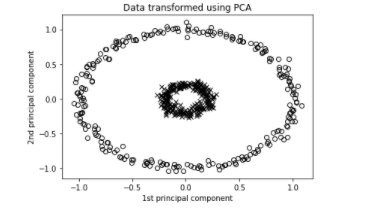 Data transformed using PCA
2nd principal component
1.0
0.5
0.0
−0.5
−1.0
−1.0 −0.5 0.0 0.5 1.0
1st principal component